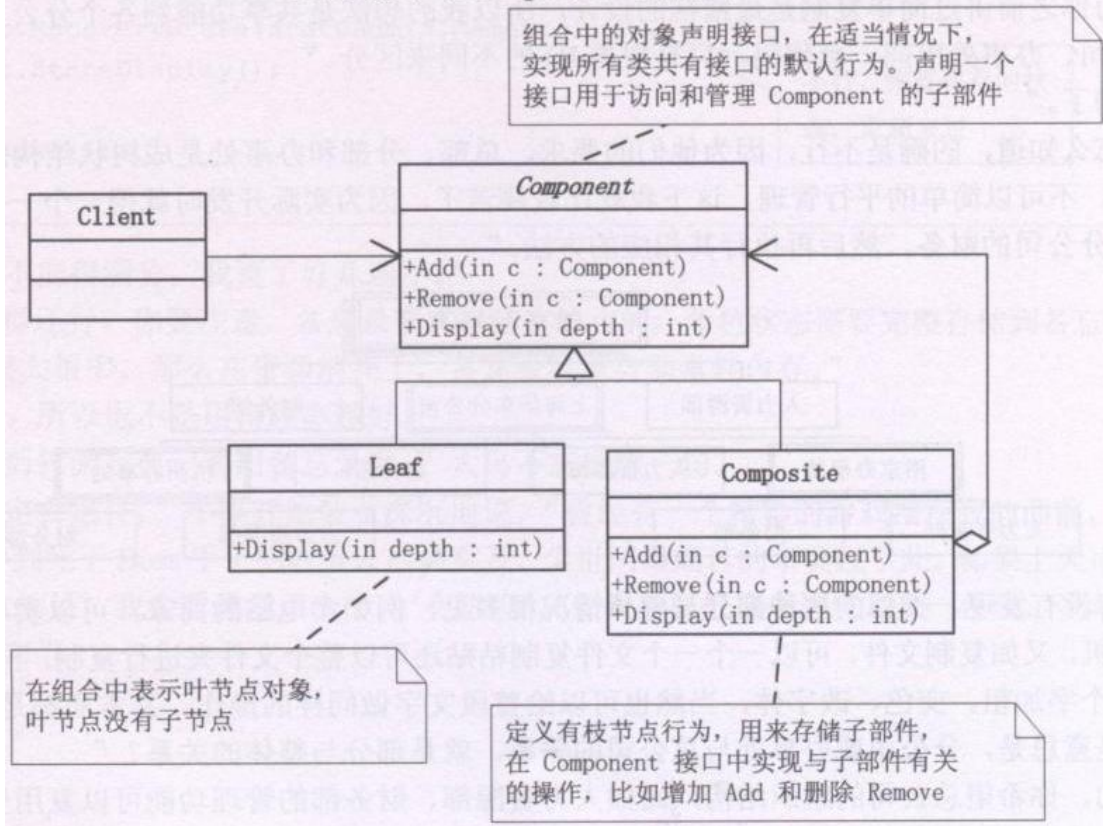 组合中的对象声明接口，在适当情况下，
实现所有类共有接口的默认行为。声明一个
接口用于访问和管理 Component 的子部件
Client
Component
+Add(in c : Component)
+Remove(in c : Component)
+Display(in depth : int)
Leaf
+Display(in depth : int)
Composite
+Add(in c : Component)
+Remove(in c : Component)
+Display(in depth : int)
在组合中表示叶节点对象，
叶节点没有子节点
定义有枝节点行为，用来存储子部件，
在 Component 接口中实现与子部件有关
的操作，比如增加 Add 和删除 Remove